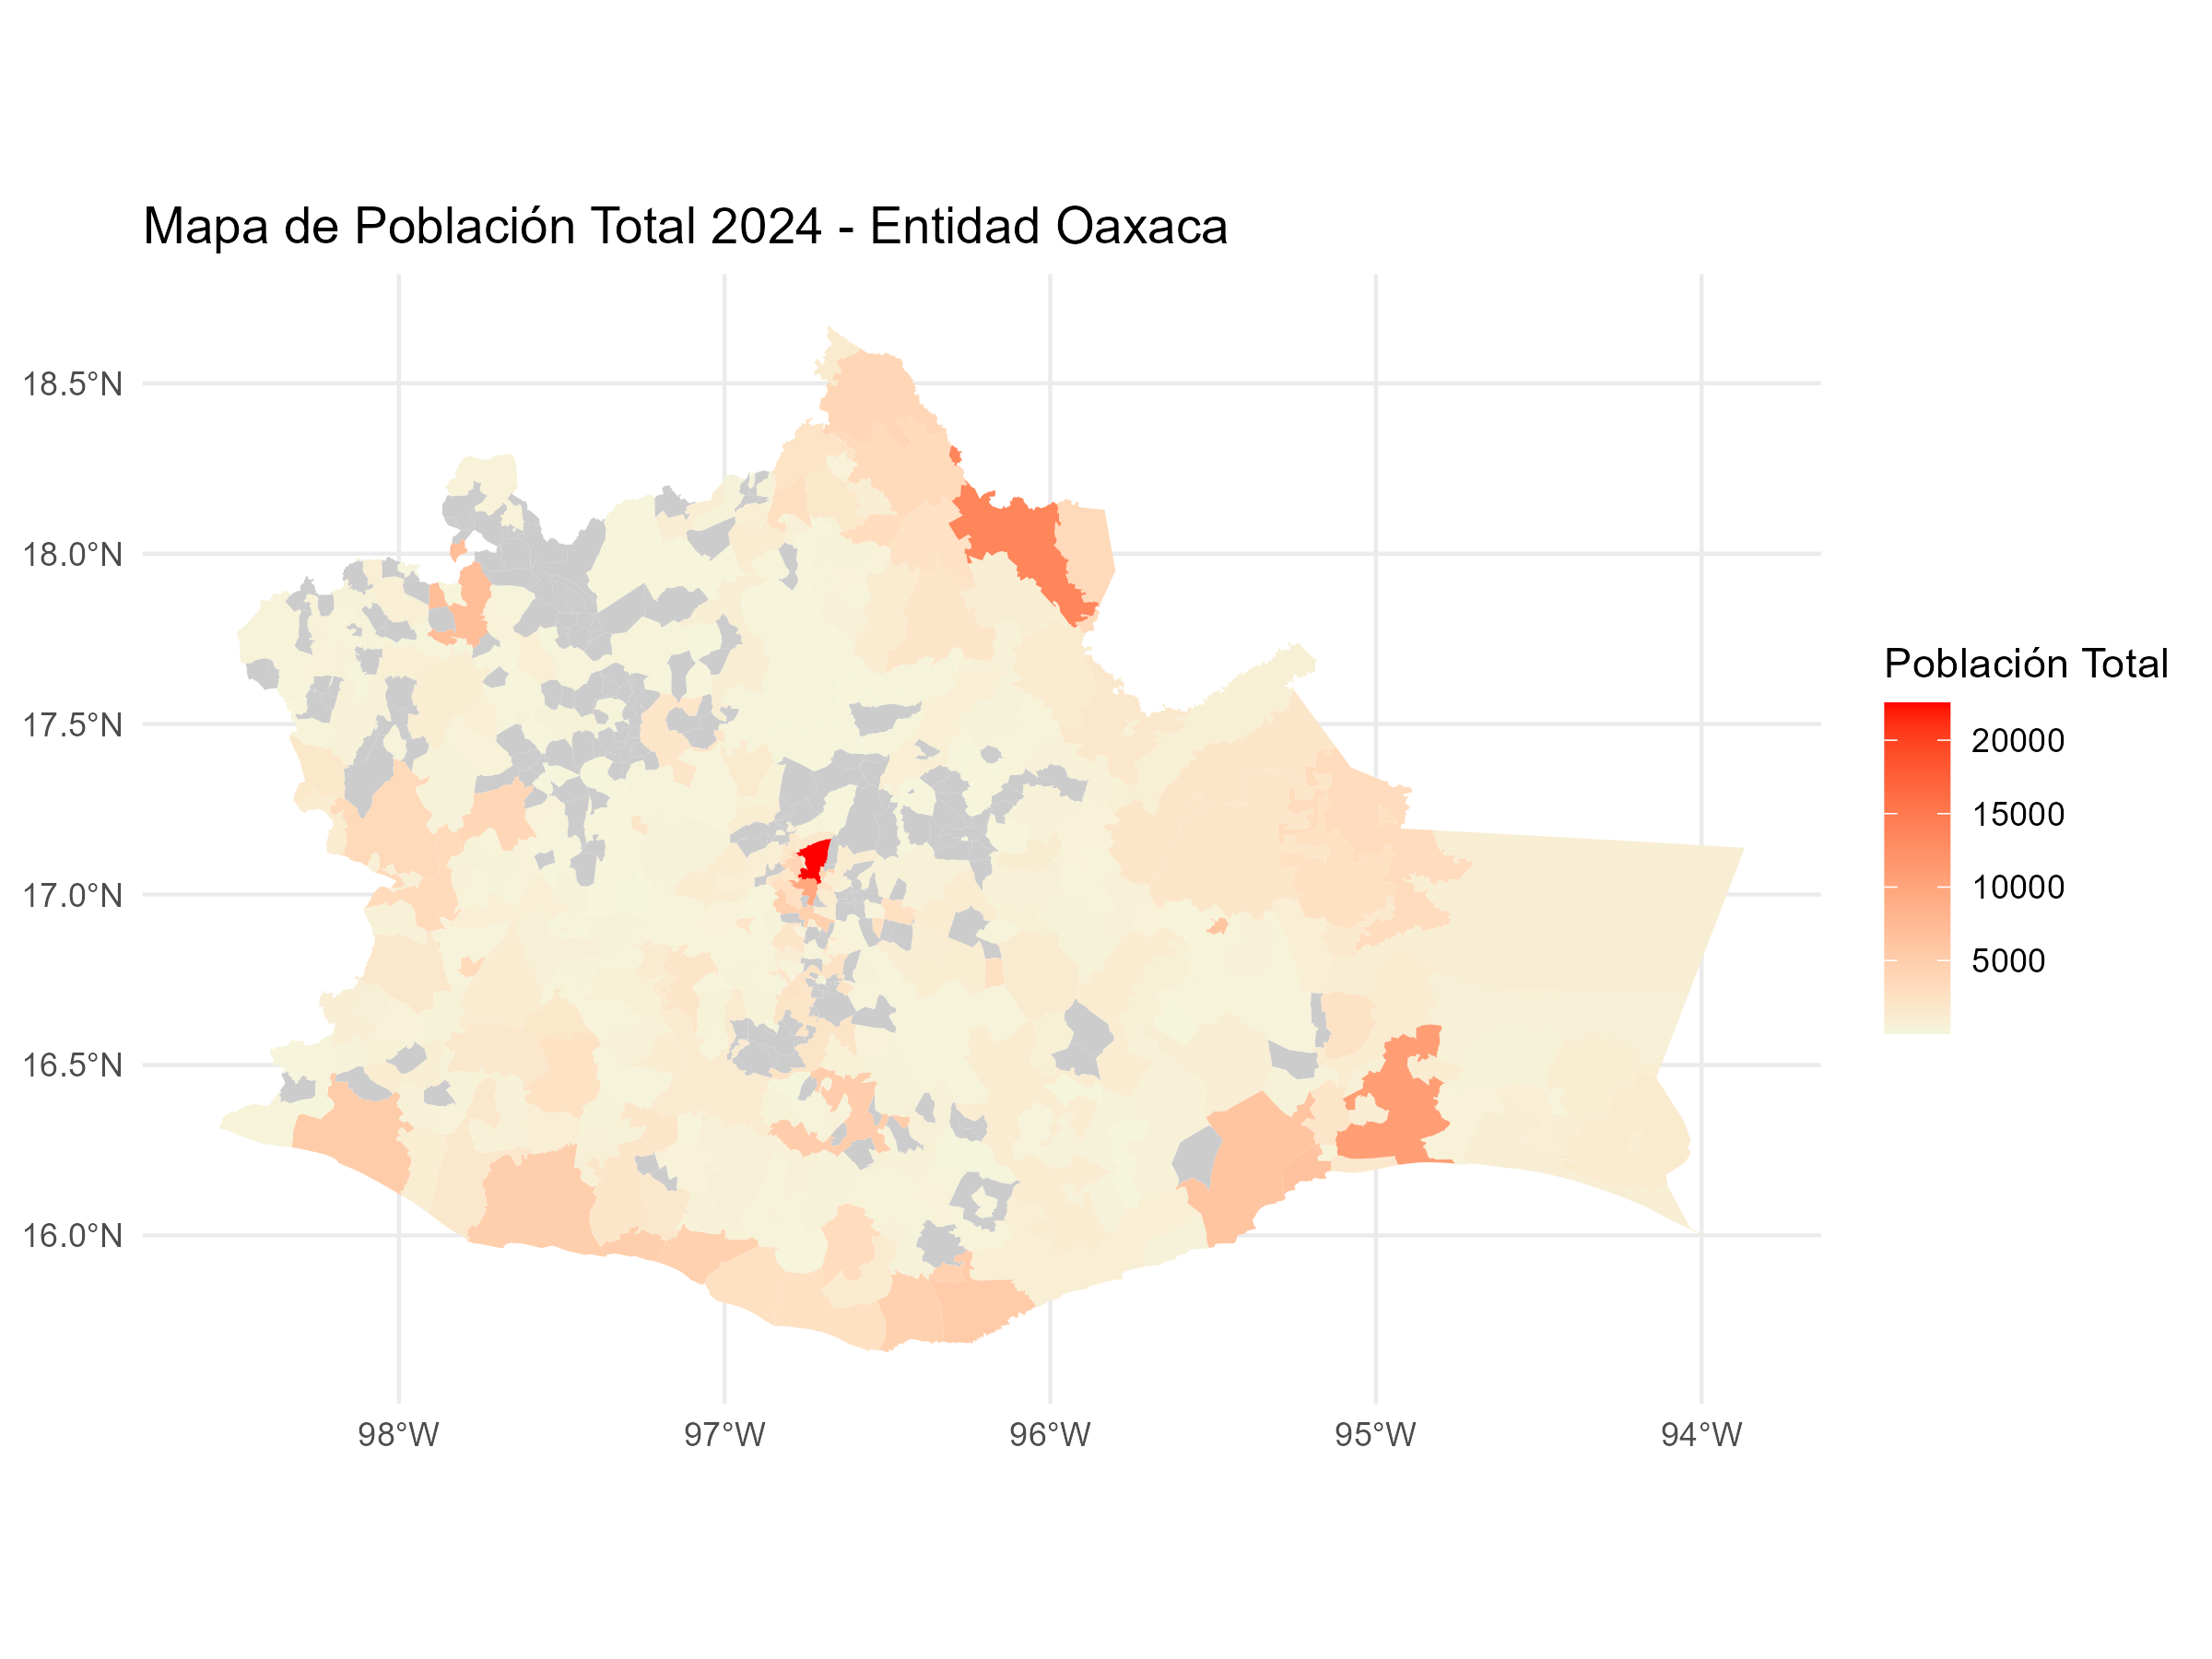 Mapa de Población Total 2024 - Entidad Oaxaca
18.5°N
18.0°N
17.5°N
17.0°N
16.5°N
16.0°N
98°W
97°W
96°W
95°W
94°W
Población Total
20000
15000
10000
5000